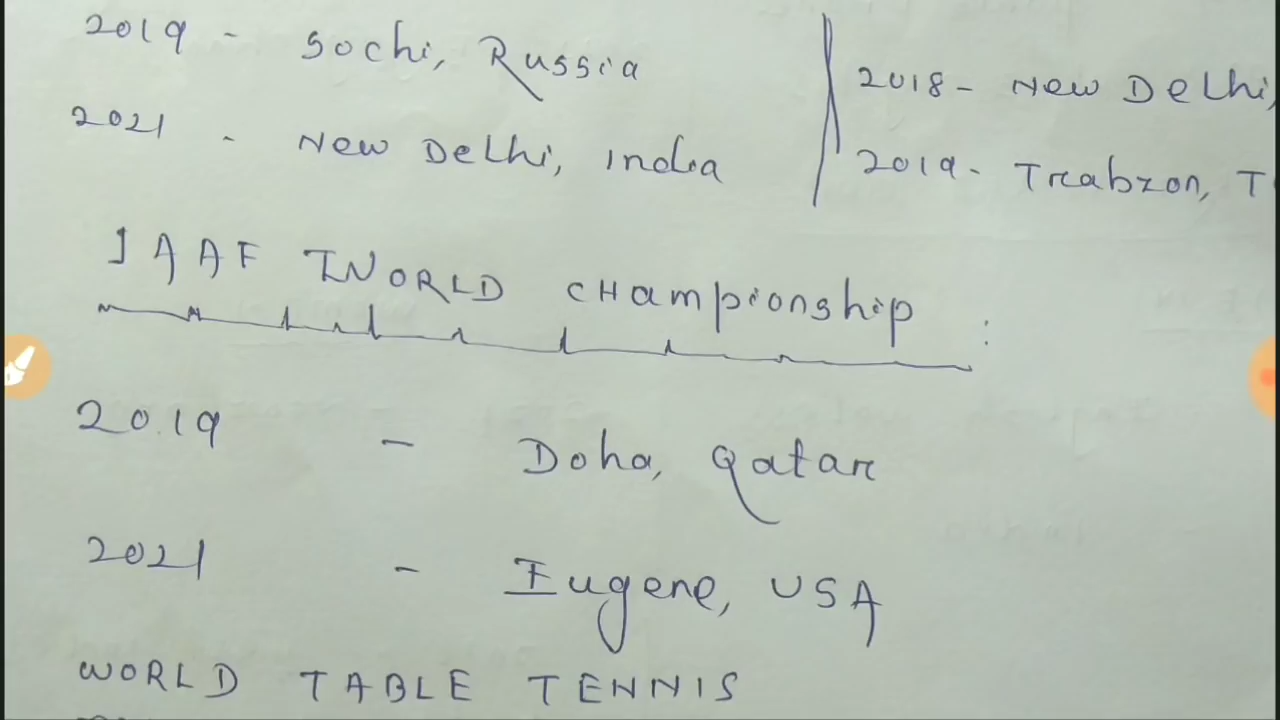 2019 - Sochi, Russia
2021 - New Delhi, India
2018 - New Delhi,
2019 - Trabzon, T
IAAF WORLD CHampionship :
2019 - Doha, Qatar
2021 - Eugene, USA
WORLD TABLE TENNIS